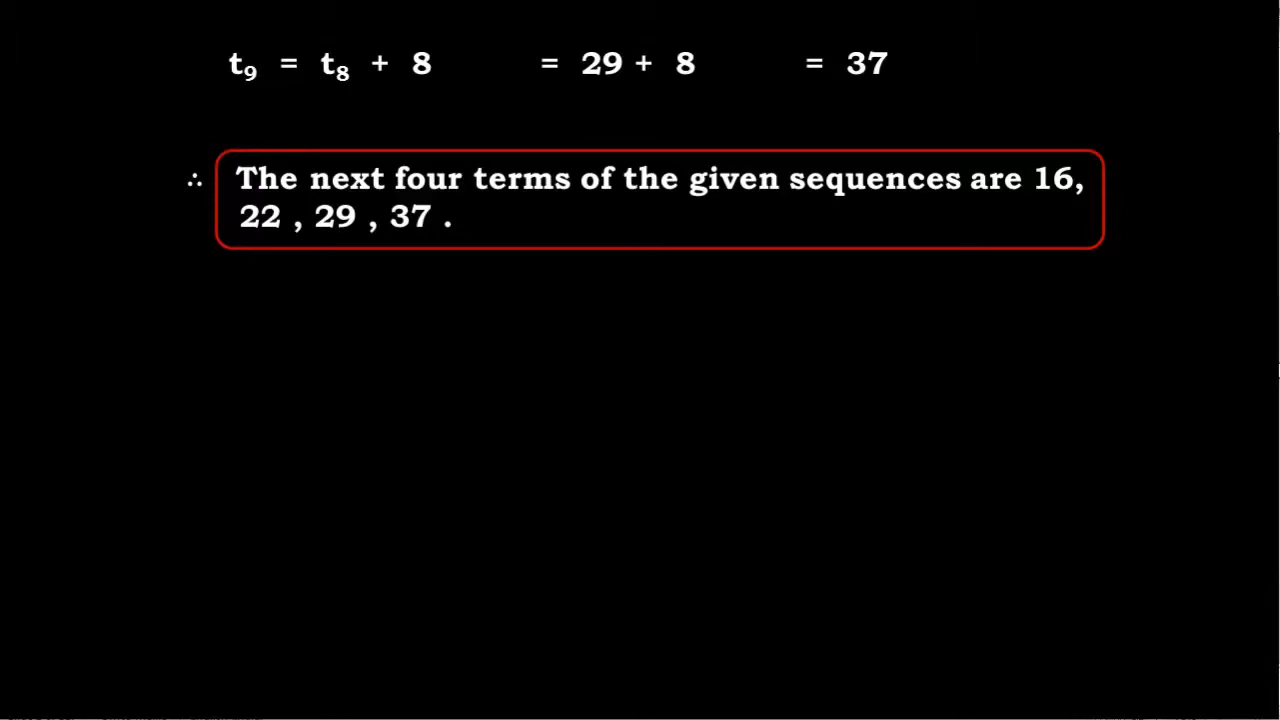 t₉ = t₈ + 8 = 29 + 8 = 37
∴ The next four terms of the given sequences are 16,
22 , 29 , 37 .